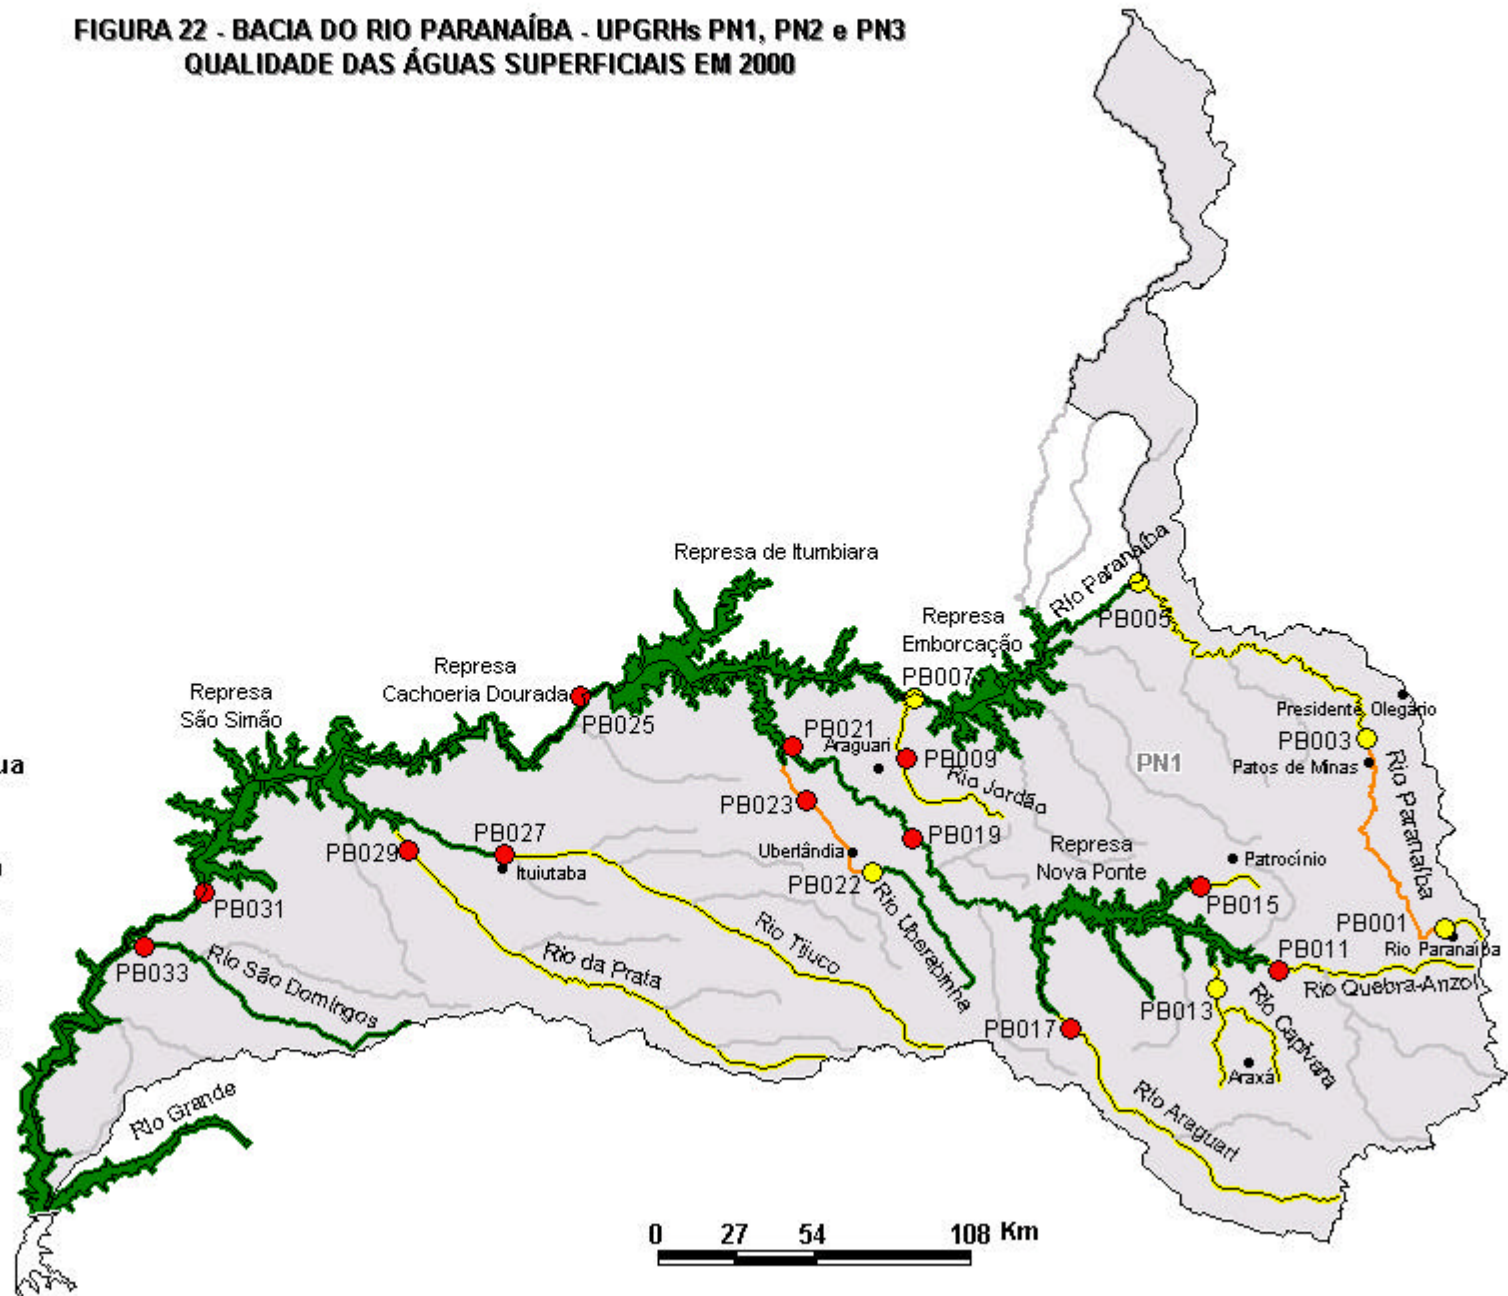 FIGURA 22 - BACIA DO RIO PARANAÍBA - UPGRHs PN1, PN2 e PN3
QUALIDADE DAS ÁGUAS SUPERFICIAIS EM 2000
Represa de Itumbiara
Rio Paranaíba
PB005
Represa
Emborcação
PB007
Represa
Cachoeria Dourada
PB025
Represa
São Simão
Presidente Olegário
PB003
Patos de Minas
Rio Paranaíba
PN1
PB021
Araguari
PB009
Rio Jordão
PB023
PB019
Uberlândia
PB022
Rio Uberabinha
Represa
Nova Ponte
Patrocínio
PB015
PB001
Rio Paranaíba
PB011
Rio Quebra-Anzol
PB013
Rio Capivara
Araxá
PB017
Rio Araguari
PB027
Ituiutaba
PB029
Rio Tijuco
Rio da Prata
PB031
PB033
Rio São Domingos
Rio Grande
ua
0 27 54 108 Km